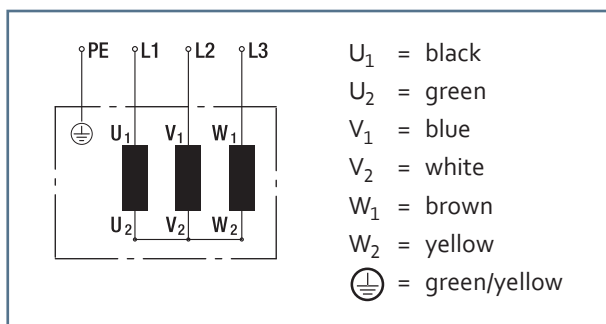 PE L1 L2 L3
U₁ V₁ W₁
U₂ V₂ W₂
U₁ = black
U₂ = green
V₁ = blue
V₂ = white
W₁ = brown
W₂ = yellow
⏚ = green/yellow